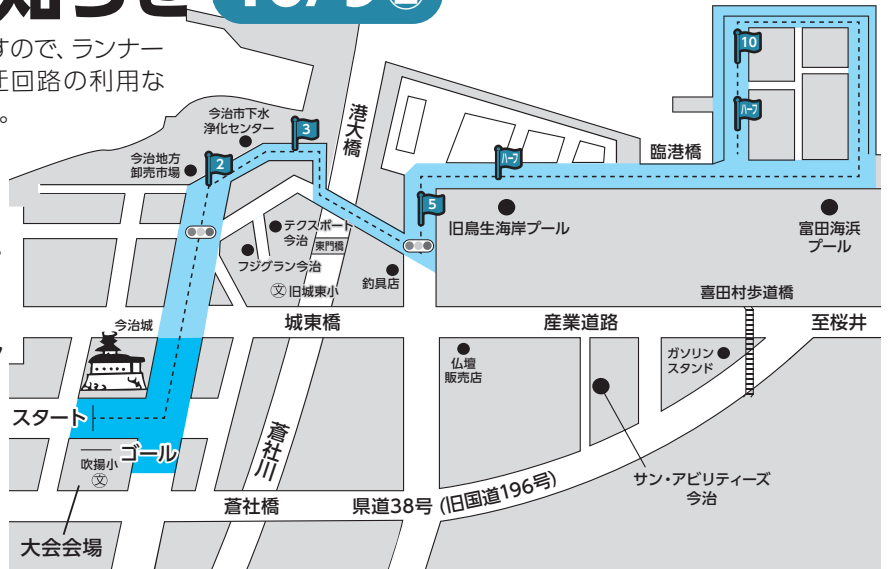 10/9
すので、ランナー
迂回路の利用な
。
港大橋
今治市下水
浄化センター
3
10
ハーフ
今治地方
卸売市場
2
ハーフ
臨港橋
5
テクスポート
今治
東門橋
フジグラン今治
釣具店
文 旧城東小
旧鳥生海岸プール
富田海浜
プール
喜田村歩道橋
今治城
城東橋
産業道路
至桜井
仏壇
販売店
ガソリン
スタンド
スタート
ゴール
吹揚小
文
蒼社川
サン・アビリティーズ
今治
蒼社橋
県道38号 (旧国道196号)
大会会場